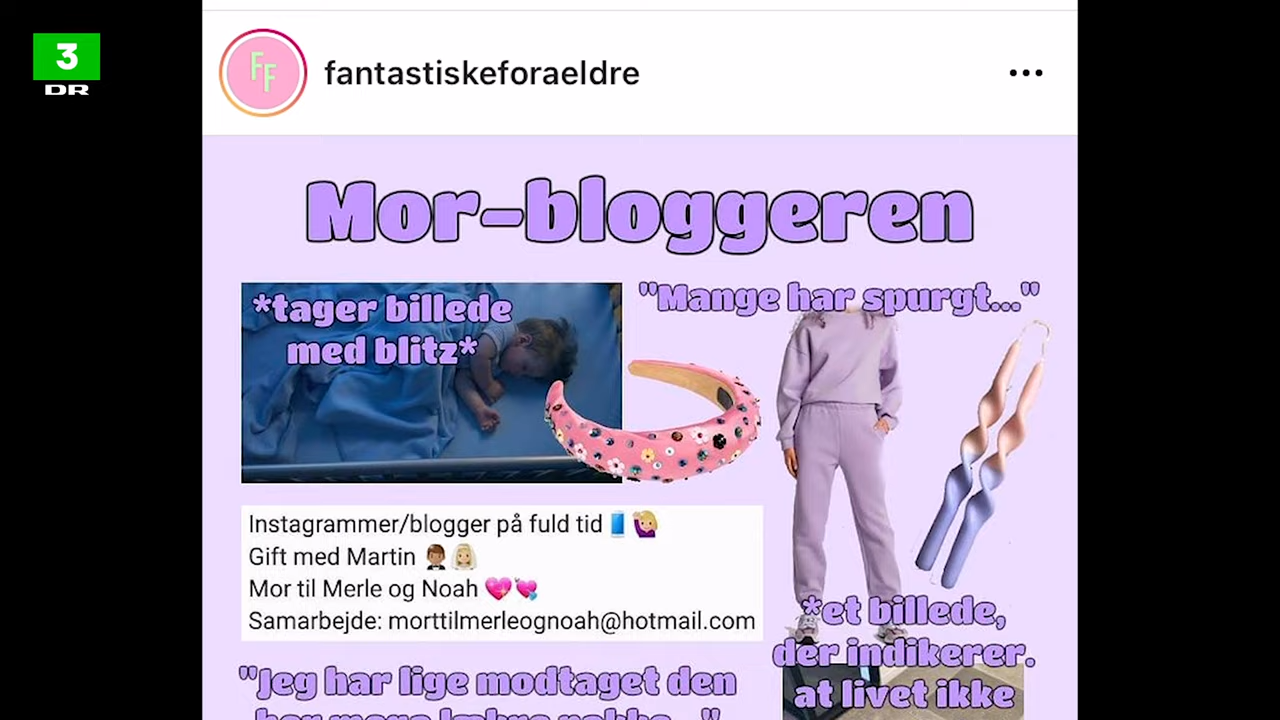 3
DR
FF
fantastiskeforaeldre
Mor-bloggeren
*tager billede
med blitz*
"Mange har spurgt..."
Instagrammer/blogger på fuld tid
Gift med Martin
Mor til Merle og Noah
Samarbejde: morttilmerleognoah@hotmail.com
*et billede,
der indikerer.
at livet ikke
"Jeg har lige modtaget den